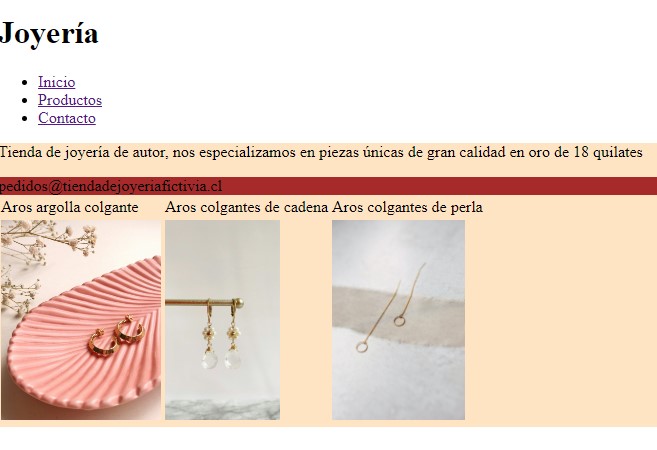 Joyería
Inicio
Productos
Contacto
Tienda de joyería de autor, nos especializamos en piezas únicas de gran calidad en oro de 18 quilates
pedidos@tiendadejoyeriafictivia.cl
Aros argolla colgante Aros colgantes de cadena Aros colgantes de perla